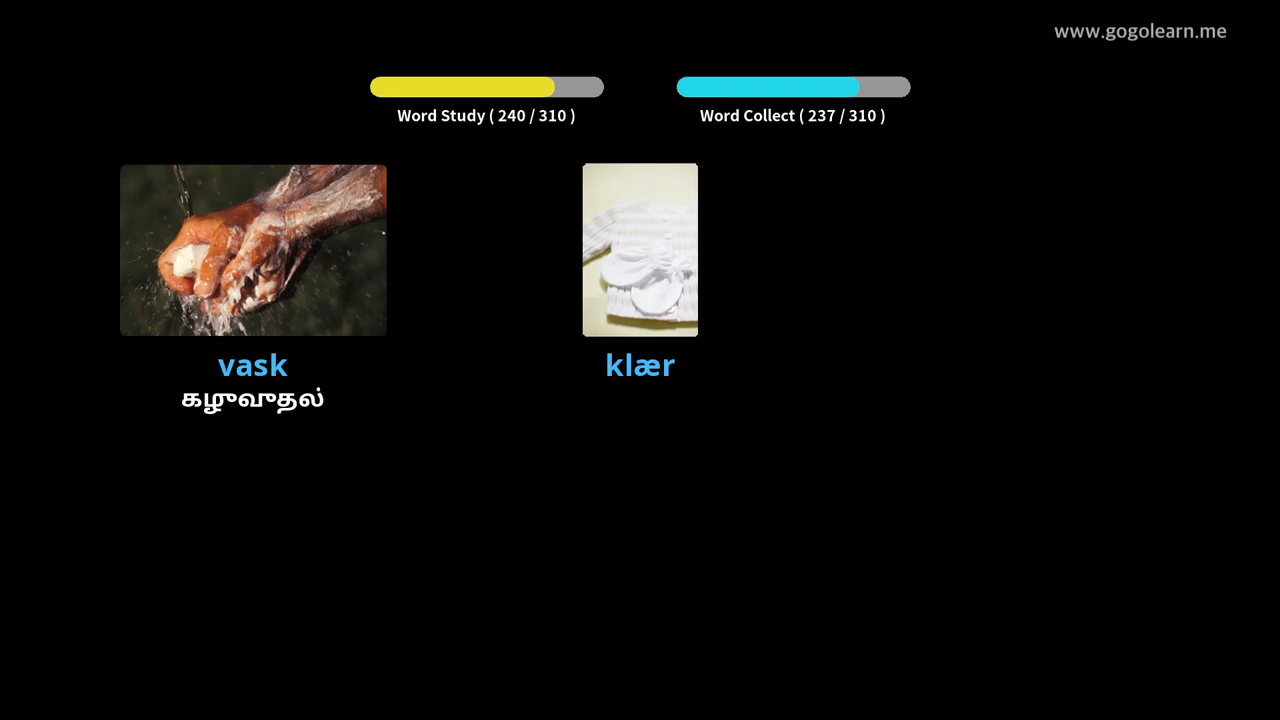 www.gogolearn.me
Word Study ( 240 / 310 )
Word Collect ( 237 / 310 )
vask
கழுவுதல்
klær